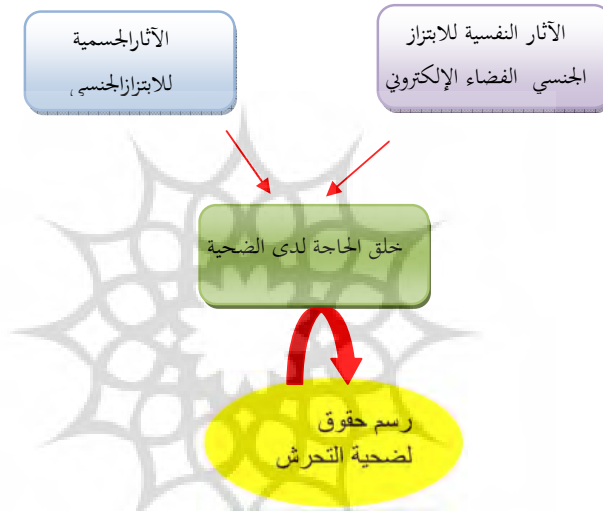 الآثار النفسية للابتزاز
الجنسي الفضاء الإلكتروني
الآثارالجسمية
للابتزازالجنسي
خلق الحاجة لدى الضحية
رسم حقوق
لضحية التحرش